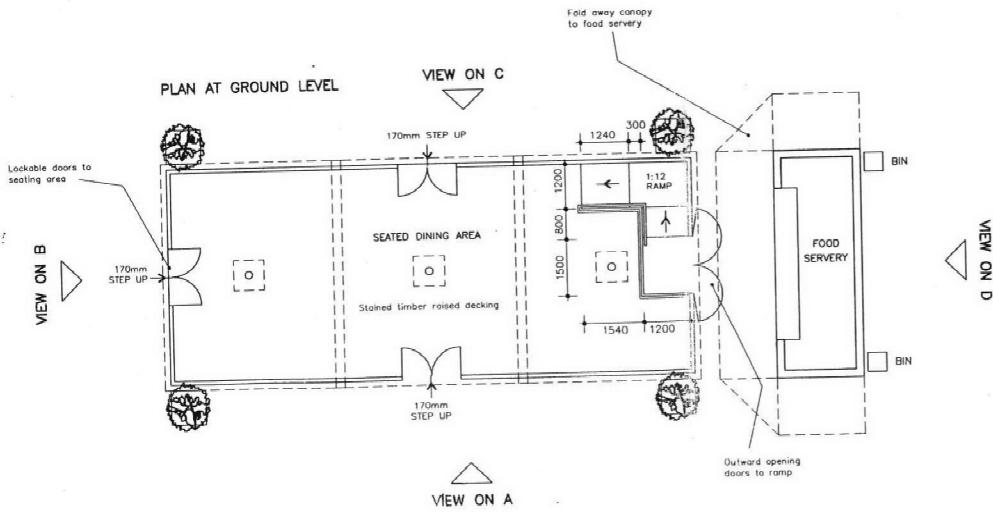 Fold away canopy
to food servery
VIEW ON C
PLAN AT GROUND LEVEL
170mm STEP UP
1240
300
Lockable doors to
seating area
1200
1:12
RAMP
BIN
800
SEATED DINING AREA
FOOD
SERVERY
VIEW ON B
170mm
STEP UP
1500
VIEW ON D
Stained timber raised decking
1540
1200
BIN
170mm
STEP UP
Outward opening
doors to ramp
VIEW ON A